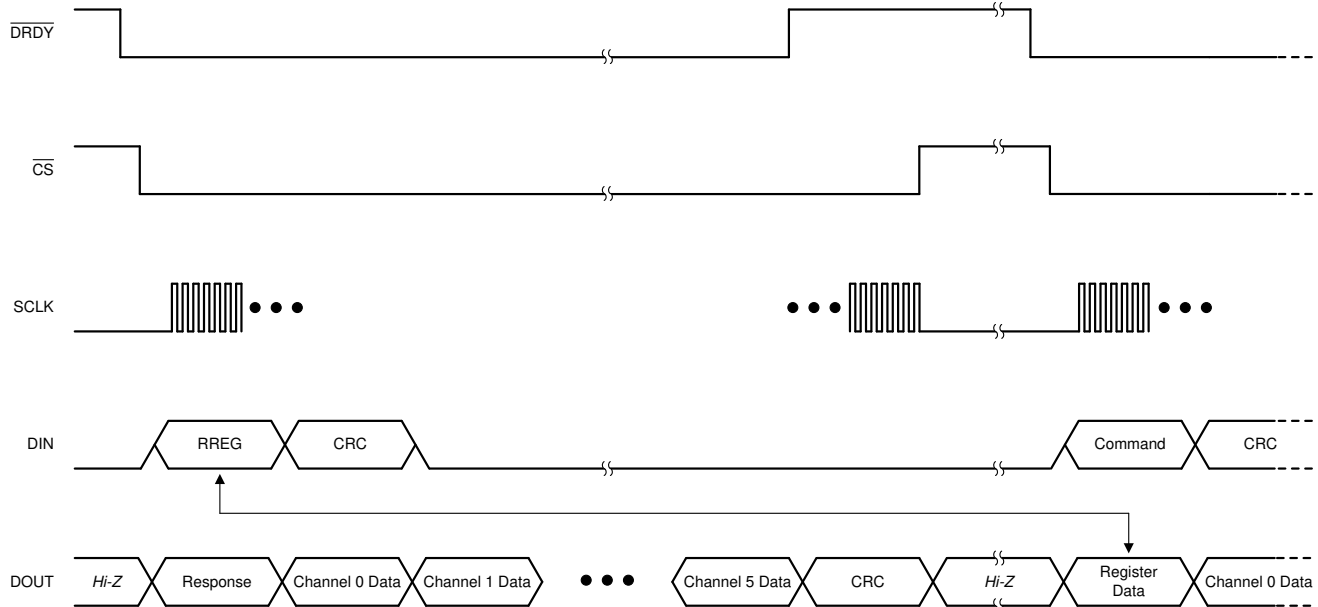 DRDY
CS
SCLK
DIN
RREG
CRC
Command
CRC
DOUT
Hi-Z
Response
Channel 0 Data
Channel 1 Data
Channel 5 Data
CRC
Hi-Z
Register
Data
Channel 0 Data